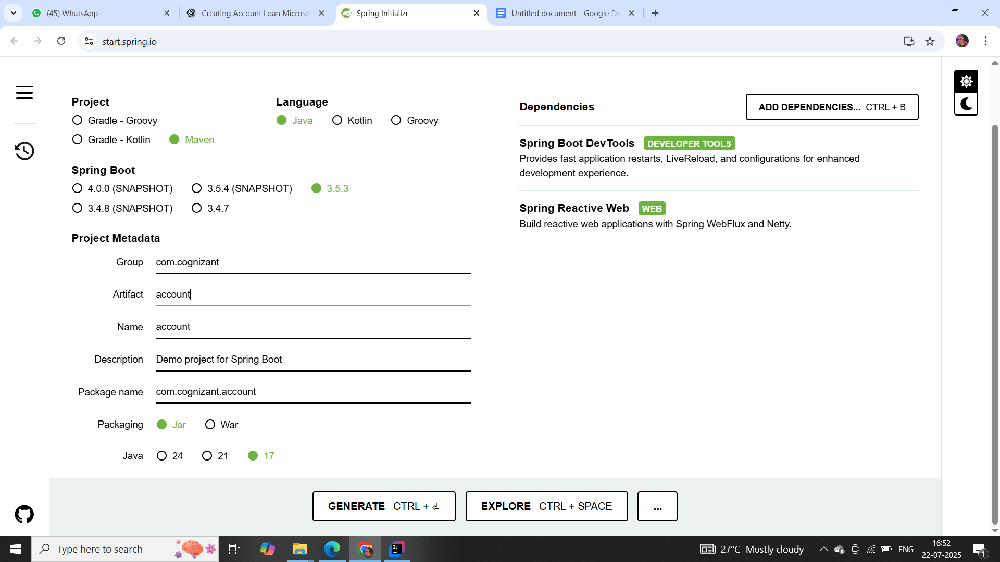 (45) WhatsApp
Creating Account Loan Microse
Spring Initializr
Untitled document - Google Do
start.spring.io
Project
Gradle - Groovy
Gradle - Kotlin
Maven
Language
Java
Kotlin
Groovy
Spring Boot
4.0.0 (SNAPSHOT)
3.5.4 (SNAPSHOT)
3.5.3
3.4.8 (SNAPSHOT)
3.4.7
Project Metadata
Group com.cognizant
Artifact account
Name account
Description Demo project for Spring Boot
Package name com.cognizant.account
Packaging Jar War
Java 24 21 17
Dependencies
ADD DEPENDENCIES... CTRL + B
Spring Boot DevTools DEVELOPER TOOLS
Provides fast application restarts, LiveReload, and configurations for enhanced
development experience.
Spring Reactive Web WEB
Build reactive web applications with Spring WebFlux and Netty.
GENERATE CTRL + ⏎
EXPLORE CTRL + SPACE
...
Type here to search
27°C Mostly cloudy
ENG
16:52
22-07-2025
1